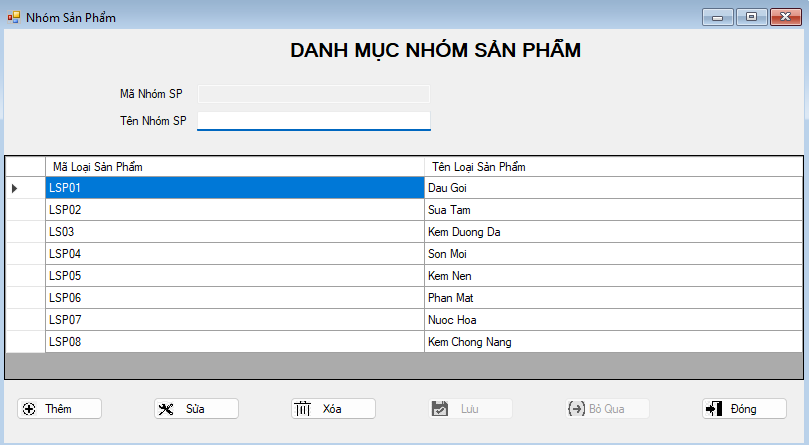 Nhóm Sản Phẩm
DANH MỤC NHÓM SẢN PHẨM
Mã Nhóm SP
Tên Nhóm SP
Mã Loại Sản Phẩm Tên Loại Sản Phẩm
LSP01 Dau Goi
LSP02 Sua Tam
LS03 Kem Duong Da
LSP04 Son Moi
LSP05 Kem Nen
LSP06 Phan Mat
LSP07 Nuoc Hoa
LSP08 Kem Chong Nang
Thêm Sửa Xóa Lưu Bỏ Qua Đóng